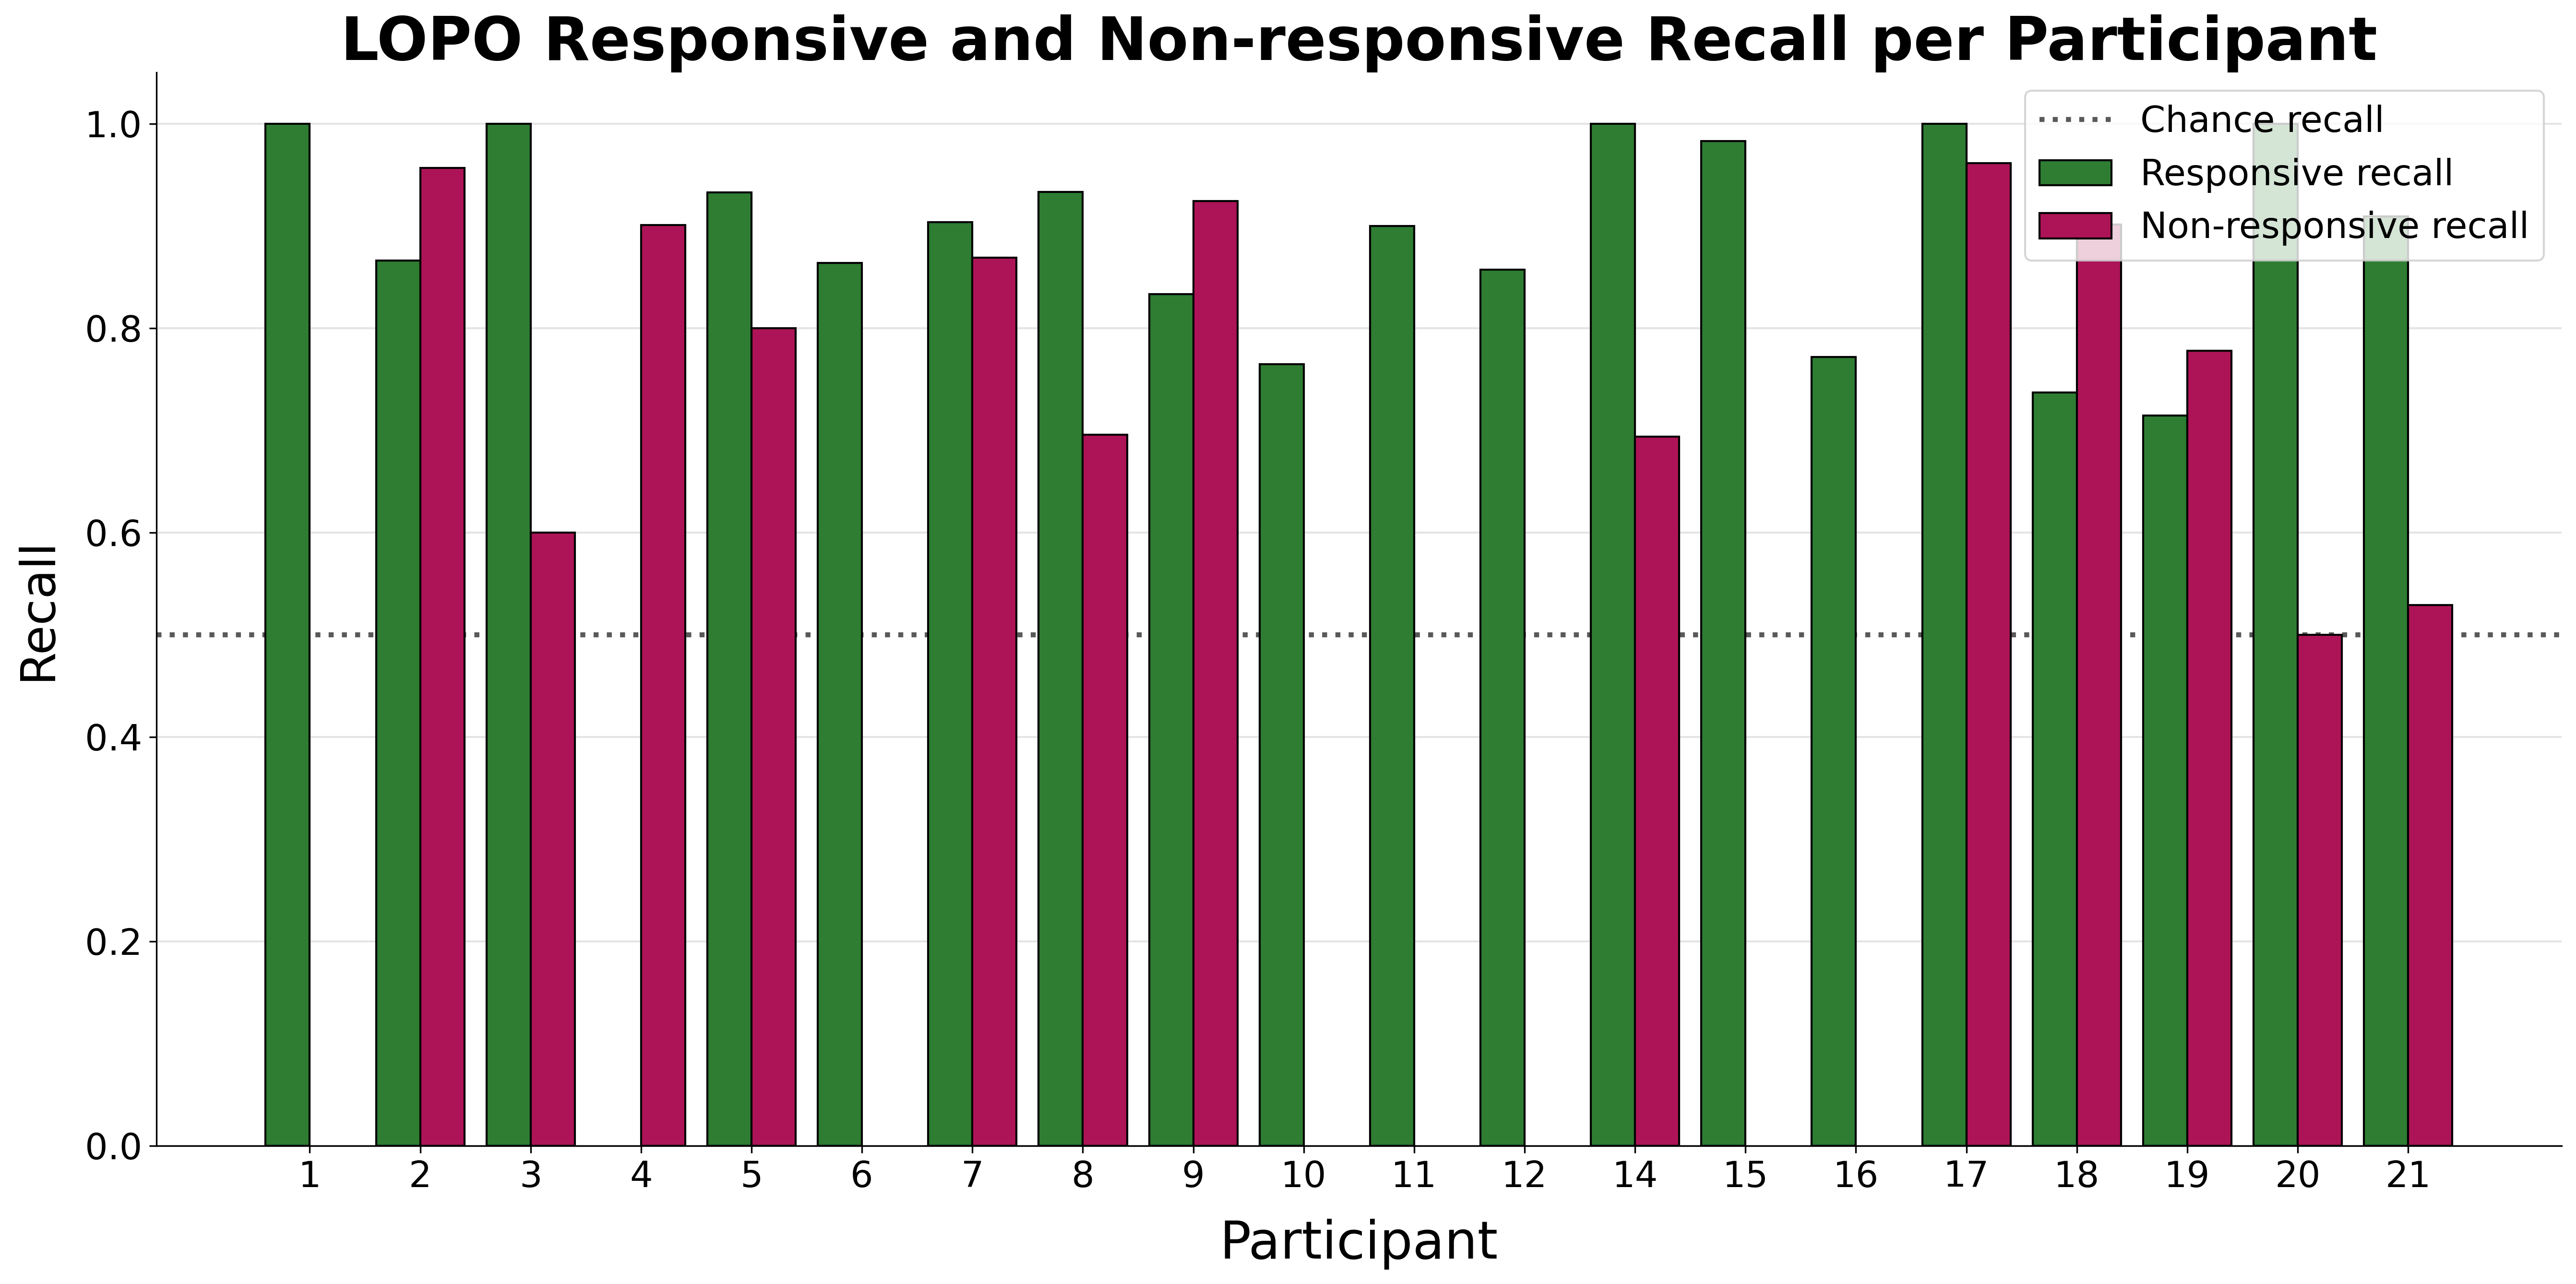 LOPO Responsive and Non-responsive Recall per Participant
Chance recall
Responsive recall
Non-responsive recall
1.0
0.8
0.6
0.4
0.2
0.0
Recall
1 2 3 4 5 6 7 8 9 10 11 12 14 15 16 17 18 19 20 21
Participant